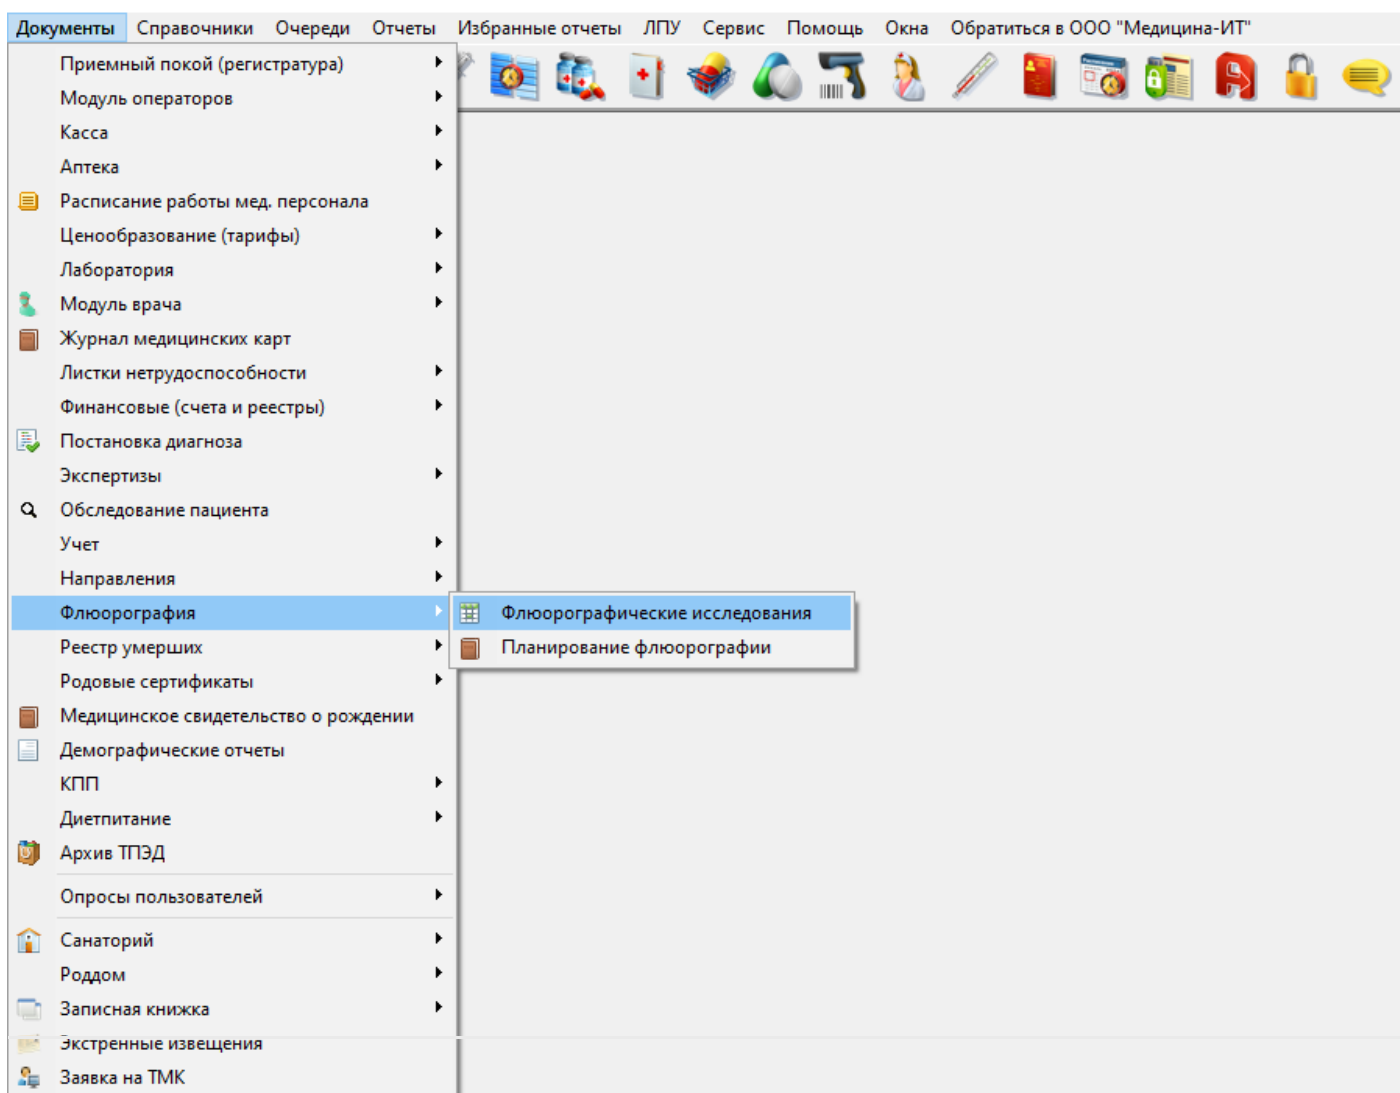 Документы Справочники Очереди Отчеты Избранные отчеты ЛПУ Сервис Помощь Окна Обратиться в ООО "Медицина-ИТ"
Приемный покой (регистратура)
Модуль операторов
Касса
Аптека
Расписание работы мед. персонала
Ценообразование (тарифы)
Лаборатория
Модуль врача
Журнал медицинских карт
Листки нетрудоспособности
Финансовые (счета и реестры)
Постановка диагноза
Экспертизы
Обследование пациента
Учет
Направления
Флюорография
Флюорографические исследования
Планирование флюорографии
Реестр умерших
Родовые сертификаты
Медицинское свидетельство о рождении
Демографические отчеты
КПП
Диетпитание
Архив ТПЭД
Опросы пользователей
Санаторий
Роддом
Записная книжка
Экстренные извещения
Заявка на ТМК